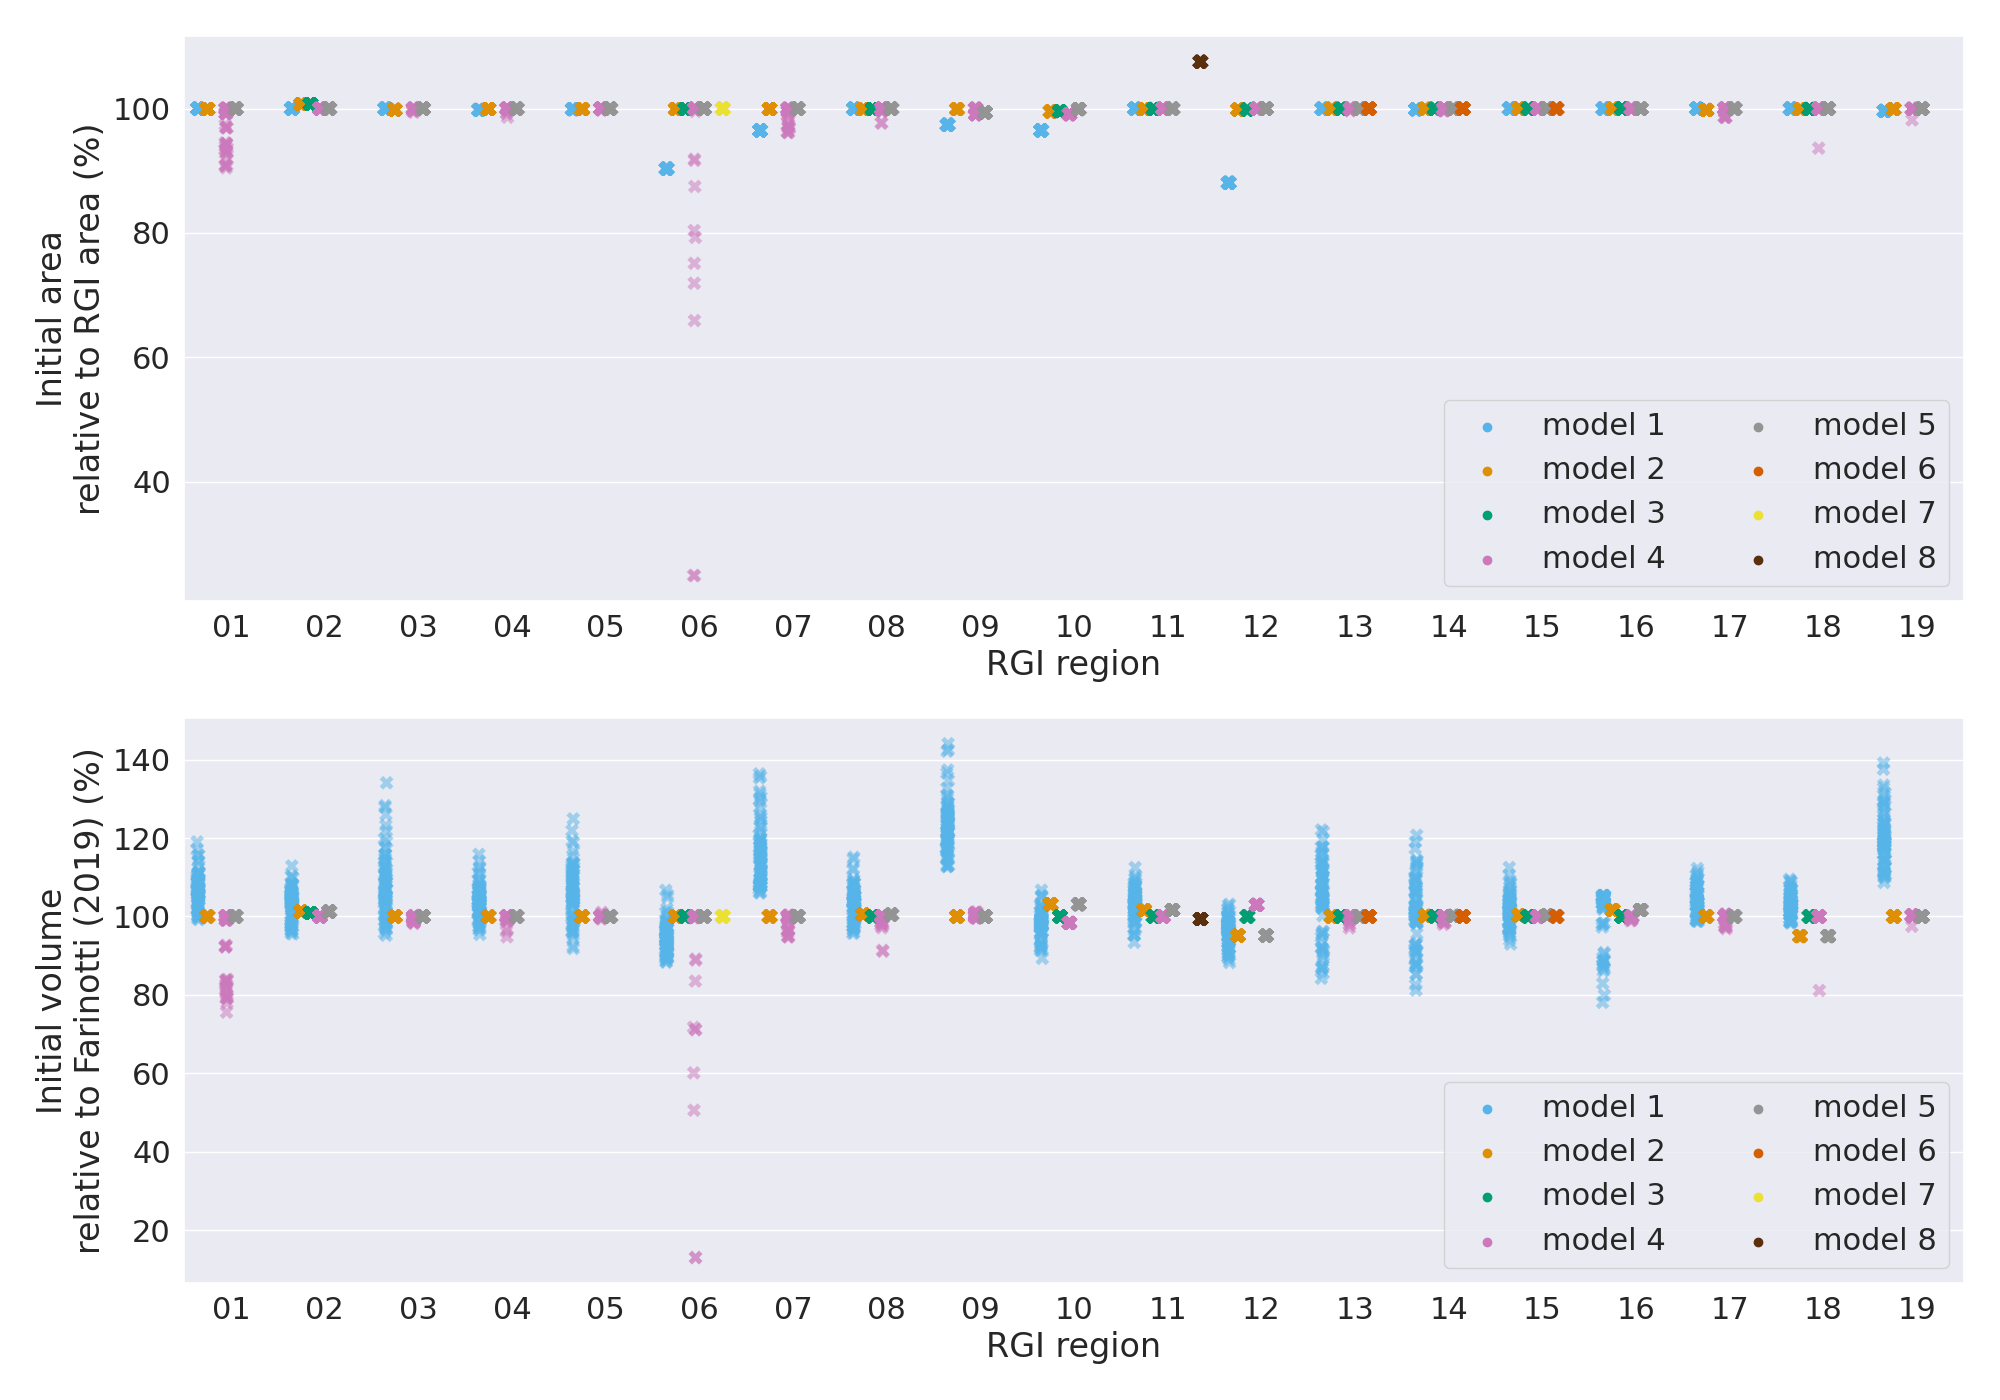 Initial area
relative to RGI area (%)
100
80
60
40
model 1
model 2
model 3
model 4
model 5
model 6
model 7
model 8
01 02 03 04 05 06 07 08 09 10 11 12 13 14 15 16 17 18 19
RGI region
Initial volume
relative to Farinotti (2019) (%)
140
120
100
80
60
40
20
model 1
model 2
model 3
model 4
model 5
model 6
model 7
model 8
01 02 03 04 05 06 07 08 09 10 11 12 13 14 15 16 17 18 19
RGI region